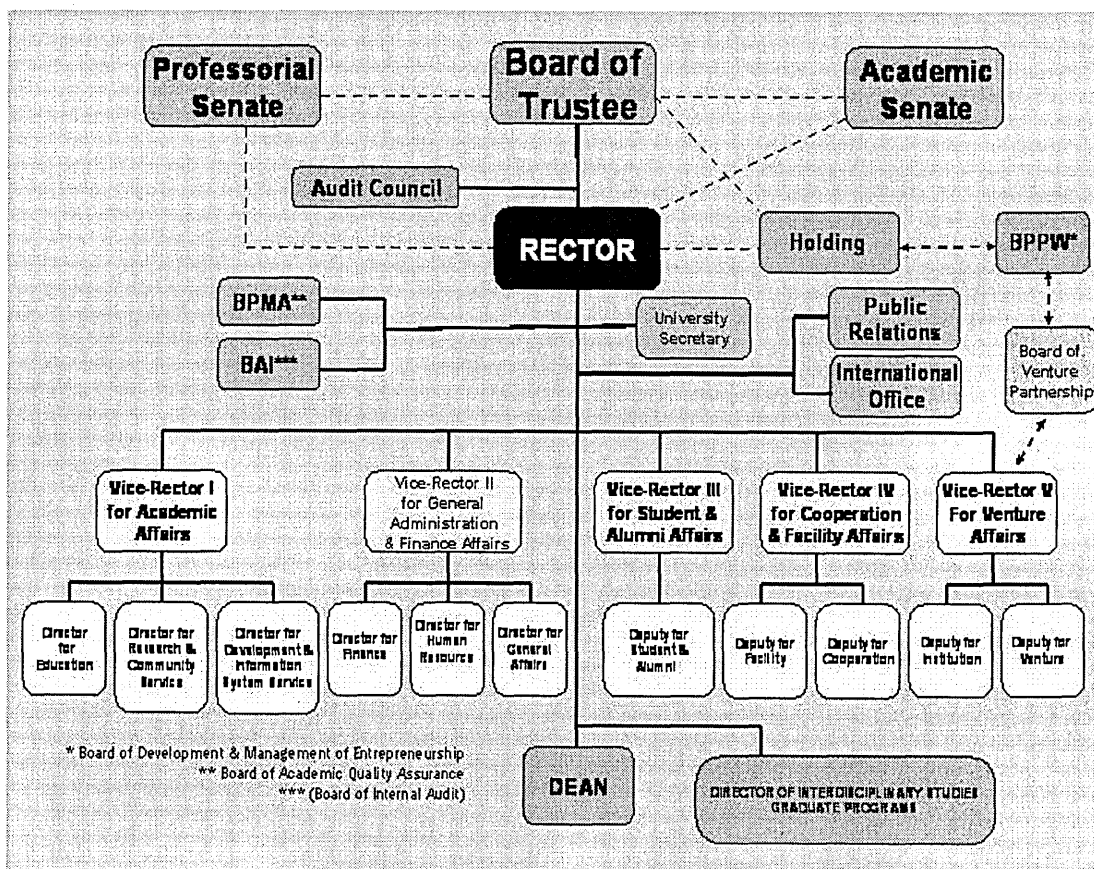 Professorial
Senate
Board of
Trustee
Academic
Senate
Audit Council
RECTOR
Holding
BPPW*
BPMA**
BAI***
University
Secretary
Public
Relations
International
Office
Board of
Venture
Partnership
Vice-Rector I
for Academic
Affairs
Vice-Rector II
for General
Administration
& Finance Affairs
Vice-Rector III
for Student &
Alumni Affairs
Vice-Rector IV
for Cooperation
& Facility Affairs
Vice-Rector V
For Venture
Affairs
Director
for
Education
Director for
Research &
Community
Service
Director for
Development &
Information
System Service
Director for
Finance
Director for
Human
Resource
Director for
General
Affairs
Deputy for
Student &
Alumni
Deputy for
Facility
Deputy for
Cooperation
Deputy for
Institution
Deputy for
Venture
* Board of Development & Management of Entrepreneurship
** Board of Academic Quality Assurance
*** (Board of Internal Audit)
DEAN
DIRECTOR OF INTERDISCIPLINARY STUDIES
GRADUATE PROGRAMS